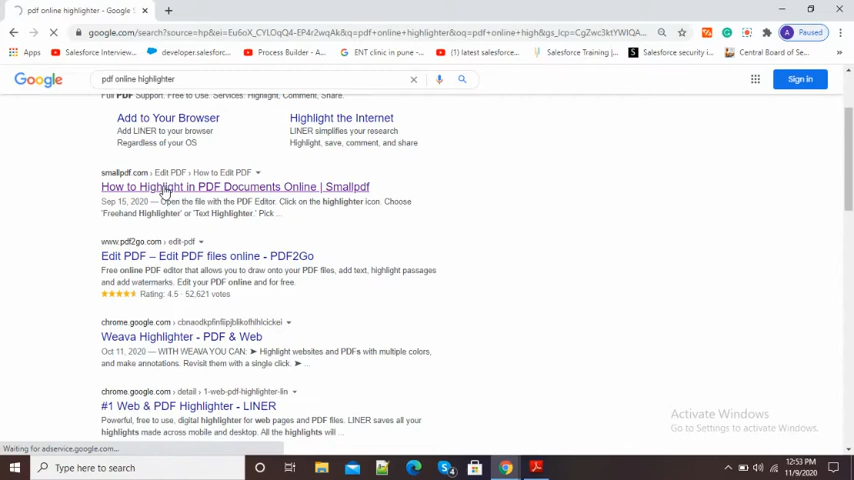 pdf online highlighter - Google S
google.com/search?source=hp&ei=Eu6oX_CYLOqQ4-EP4r2wqAk&q=pdf+online+highlighter&oq=pdf+online+high&gs_lcp=CgZwc3ktYWIQA
Paused
Apps
Salesforce Interview...
developer.salesforc...
Process Builder - A...
ENT clinic in pune -...
(1) latest salesforce...
Salesforce Training |...
Salesforce security i...
Central Board of Sec...
Google
pdf online highlighter
Sign in
Full PDF Support. Free to Use. Services: Highlight, Comment, Share.
Add to Your Browser
Highlight the Internet
Add LINER to your browser
LINER simplifies your research
Regardless of your OS
Highlight, save, comment, and share
smallpdf.com › Edit PDF › How to Edit PDF
How to Highlight in PDF Documents Online | Smallpdf
Sep 15, 2020 — Open the file with the PDF Editor. Click on the highlighter icon. Choose
'Freehand Highlighter' or 'Text Highlighter.' Pick ...
www.pdf2go.com › edit-pdf
Edit PDF – Edit PDF files online - PDF2Go
Free online PDF editor that allows you to draw onto your PDF files, add text, highlight passages
and add watermarks. Edit your PDF online and for free.
Rating: 4.5 · 52,621 votes
chrome.google.com › cbnaodkpfinfiipjblikofhlhlcickei
Weava Highlighter - PDF & Web
Oct 11, 2020 — WITH WEAVA YOU CAN: ➤ Highlight websites and PDFs with multiple colors,
and make annotations. Revisit them with a single click. ➤ ...
chrome.google.com › detail › 1-web-pdf-highlighter-lin
#1 Web & PDF Highlighter - LINER
Powerful, free to use, digital highlighter for web pages and PDF files. LINER saves all your
highlights made across mobile and desktop. All the highlights will ...
Activate Windows
Go to Settings to activate Windows.
Waiting for adservice.google.com...
Type here to search
12:53 PM
11/9/2020